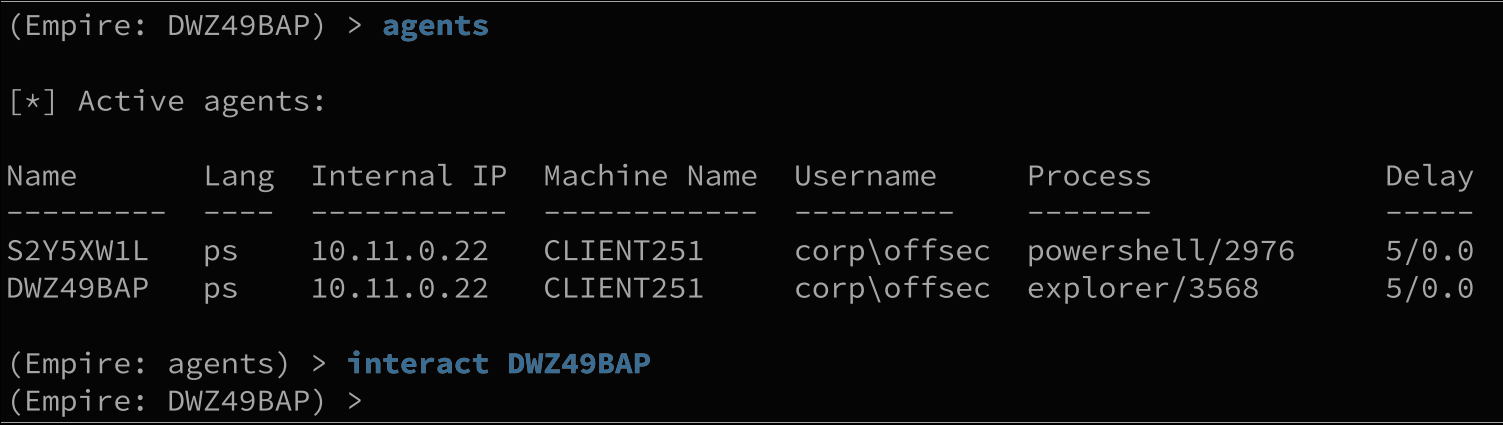 (Empire: DWZ49BAP) > agents
[*] Active agents:
Name Lang Internal IP Machine Name Username Process Delay
--------- ---- ----------- ------------ --------- ------- -----
S2Y5XW1L ps 10.11.0.22 CLIENT251 corp\offsec powershell/2976 5/0.0
DWZ49BAP ps 10.11.0.22 CLIENT251 corp\offsec explorer/3568 5/0.0
(Empire: agents) > interact DWZ49BAP
(Empire: DWZ49BAP) >